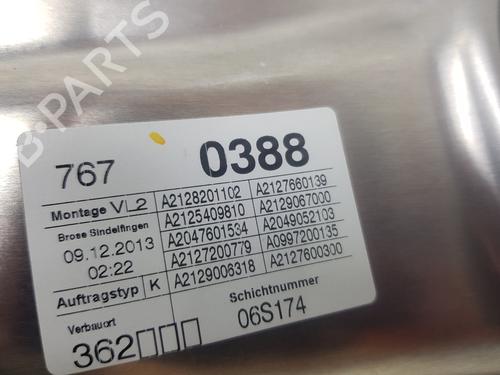 B-PARTS
767 0388
Montage VL2 A2128201102 A2127660139
Brose Sindelfingen A2125409810 A2129067000
09.12.2013 A2047601534 A2049052103
02:22 A2127200779 A0997200135
Auftragstyp K A2129006318 A2127600300
Verbauort Schichtnummer
362□□□ 06S174